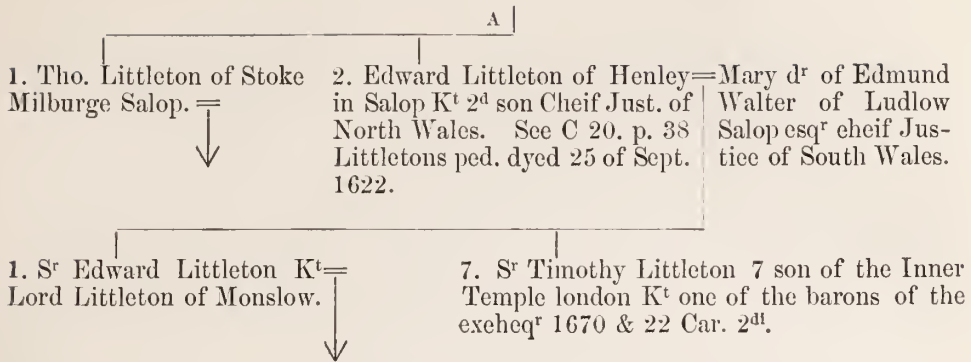 A
1. Tho. Littleton of Stoke
Milburge Salop. =
2. Edward Littleton of Henley=
in Salop Kt 2d son Cheif Just. of
North Wales. See C 20. p. 38
Littletons ped. dyed 25 of Sept.
1622.
Mary dr of Edmund
Walter of Ludlow
Salop esqr cheif Jus-
tice of South Wales.
1. Sr Edward Littleton Kt=
Lord Littleton of Monslow.
7. Sr Timothy Littleton 7 son of the Inner
Temple london Kt one of the barons of the
excheqr 1670 & 22 Car. 2di.